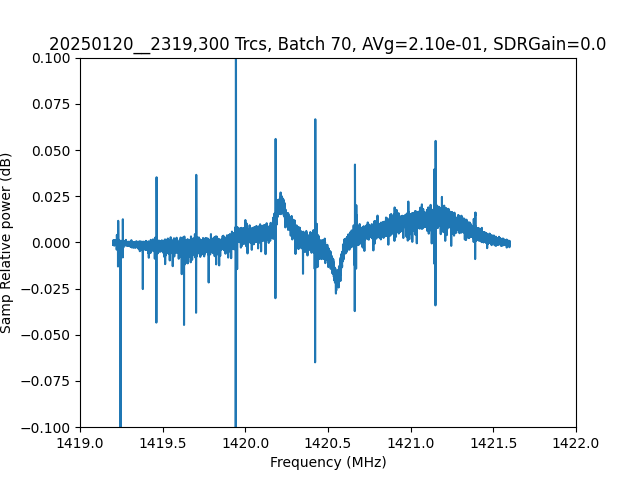 20250120__2319,300 Trcs, Batch 70, AVg=2.10e-01, SDRGain=0.0
0.100
0.075
0.050
0.025
0.000
−0.025
−0.050
−0.075
−0.100
Samp Relative power (dB)
1419.0 1419.5 1420.0 1420.5 1421.0 1421.5 1422.0
Frequency (MHz)